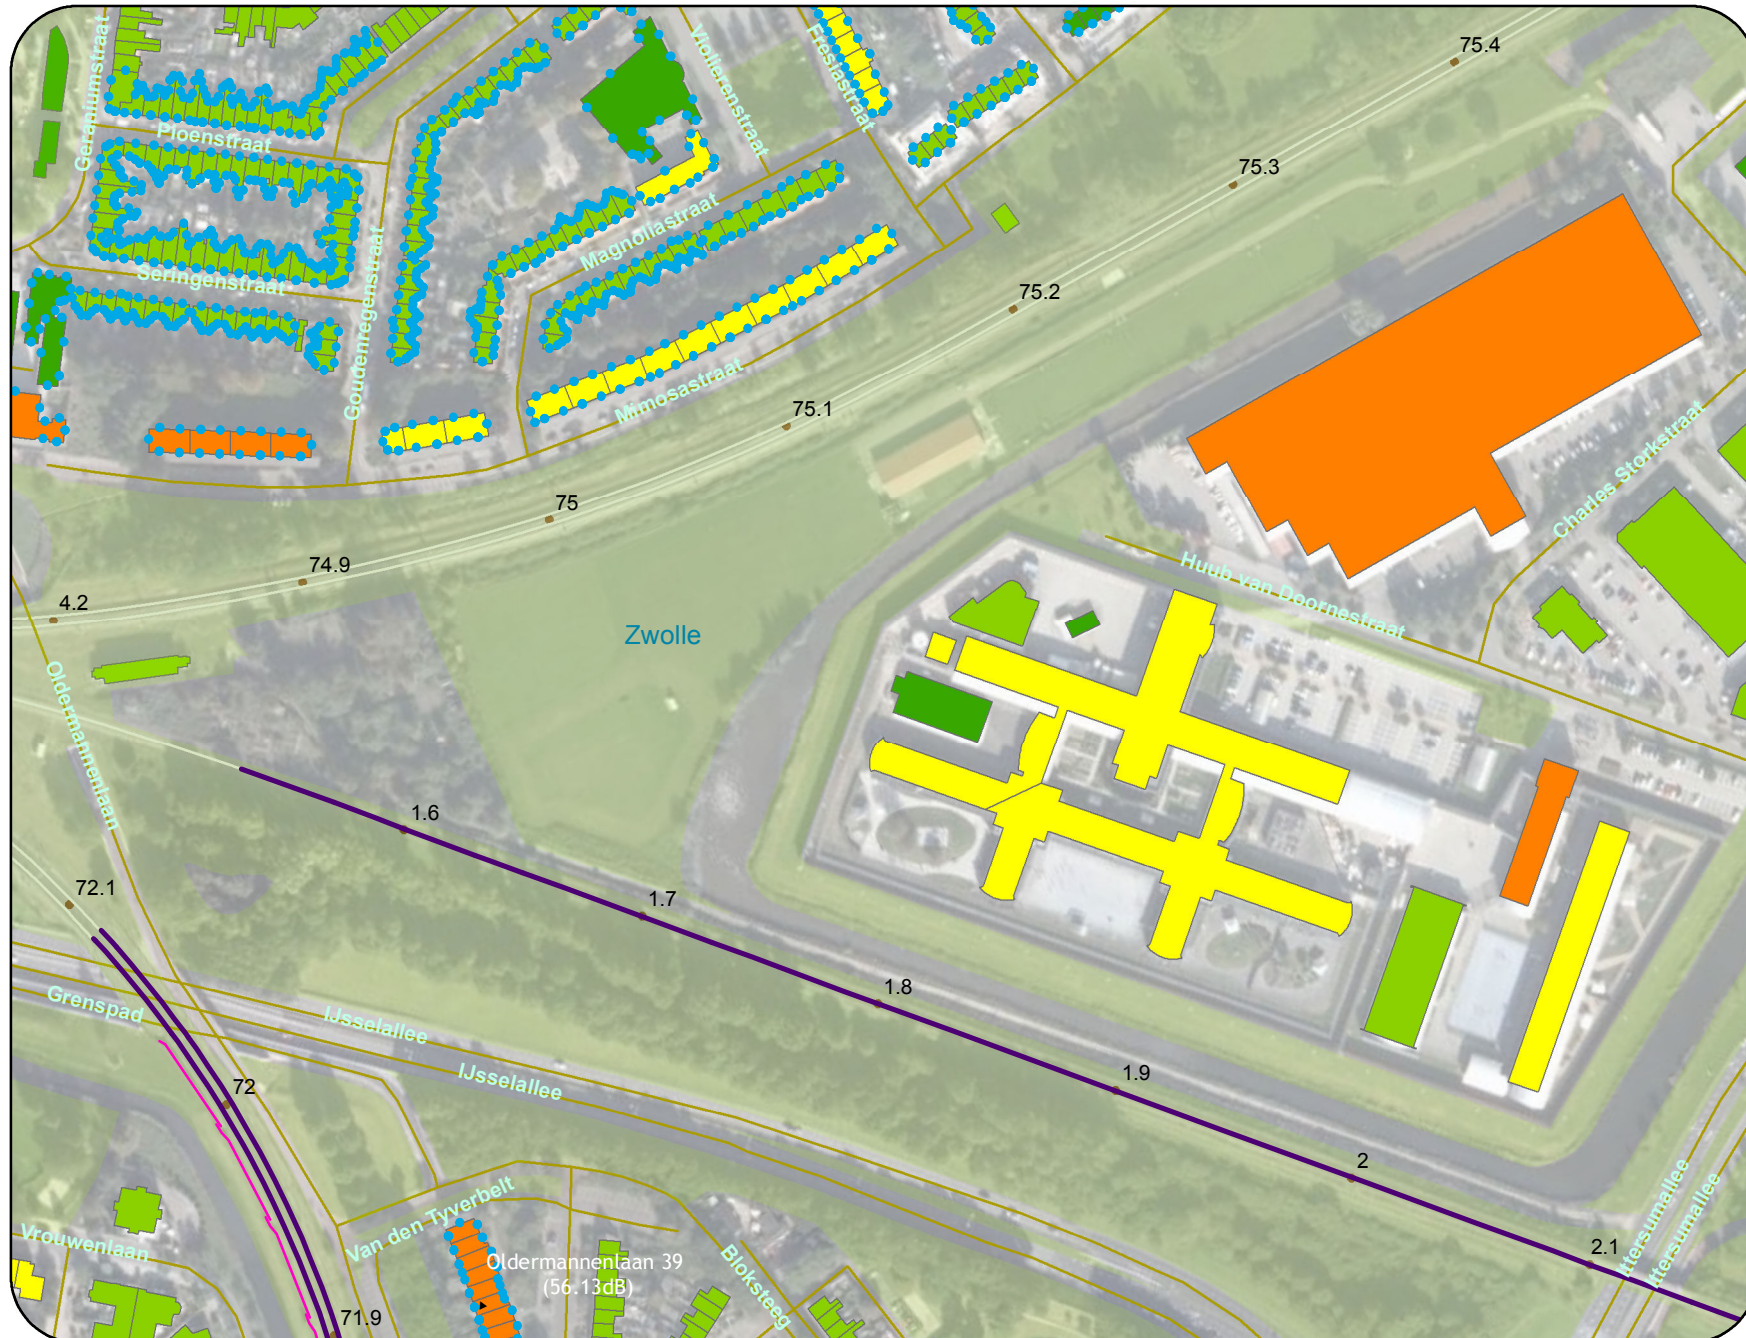 Geraniumstraat
Ploenstraat
Violierenstraat
Fresiastraat
75.4
75.3
75.2
75.1
75
74.9
4.2
Seringenstraat
Goudenregenstraat
Magnoliastraat
Mimosastraat
Charles Storkstraat
Huub van Doornestraat
Zwolle
Oldermannenlaan
1.6
1.7
1.8
1.9
2
2.1
72.1
72
71.9
Grenspad
IJsselallee
IJsselallee
Ittersumallee
Ittersumallee
Van den Tyverbelt
Vrouwenlaan
Bloksteeg
Oldermannenlaan 39
(56.13dB)